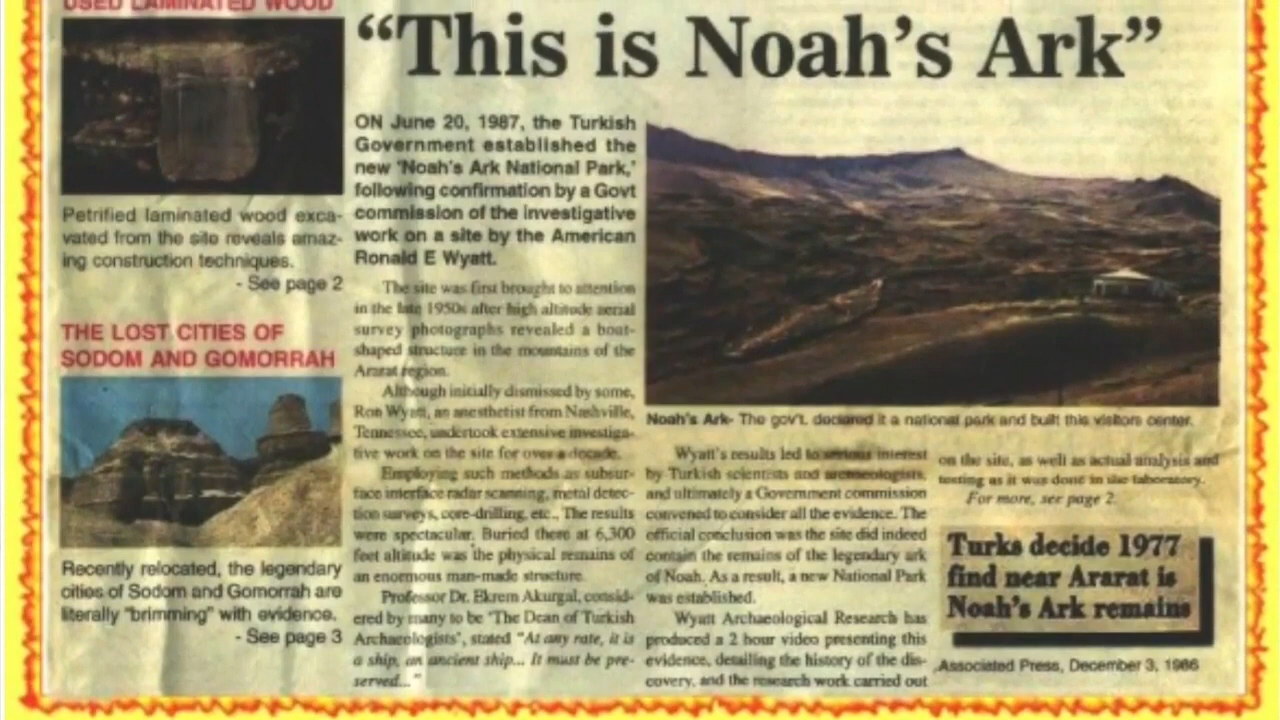 USED LAMINATED WOOD
Petrified laminated wood exca-
vated from the site reveals amaz-
ing construction techniques.
- See page 2
THE LOST CITIES OF
SODOM AND GOMORRAH
Recently relocated, the legendary
cities of Sodom and Gomorrah are
literally "brimming" with evidence.
- See page 3
“This is Noah’s Ark”
ON June 20, 1987, the Turkish
Government established the
new 'Noah's Ark National Park,'
following confirmation by a Govt
commission of the investigative
work on a site by the American
Ronald E Wyatt.
The site was first brought to attention
in the late 1950s after high altitude aerial
survey photographs revealed a boat-
shaped structure in the mountains of the
Ararat region.
Although initially dismissed by some,
Ron Wyatt, an anesthetist from Nashville,
Tennessee, undertook extensive investiga-
tive work on the site for over a decade.
Employing such methods as subsur-
face interface radar scanning, metal detec-
tion surveys, core-drilling, etc., The results
were spectacular. Buried there at 6,300
feet altitude was the physical remains of
an enormous man-made structure.
Professor Dr. Ekrem Akurgal, consid-
ered by many to be 'The Dean of Turkish
Archaeologists', stated "At any rate, it is
a ship, an ancient ship... It must be pre-
served..."
Noah's Ark- The gov't. declared it a national park and built this visitors center.
Wyatt's results led to serious interest
by Turkish scientists and archaeologists,
and ultimately a Government commission
convened to consider all the evidence. The
official conclusion was the site did indeed
contain the remains of the legendary ark
of Noah. As a result, a new National Park
was established.
Wyatt Archaeological Research has
produced a 2 hour video presenting this
evidence, detailing the history of the dis-
covery, and the research work carried out
on the site, as well as actual analysis and
testing as it was done in the laboratory.
For more, see page 2.
Turks decide 1977
find near Ararat is
Noah's Ark remains
Associated Press, December 3, 1986